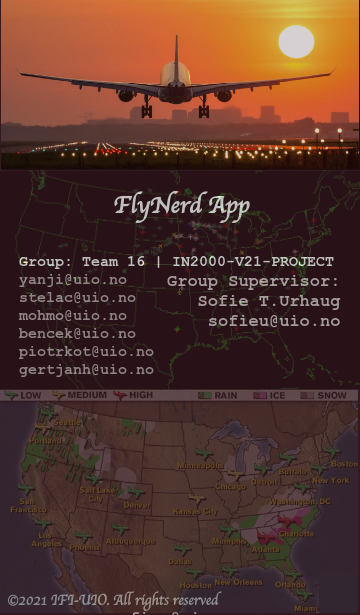 FlyNerd App
Group: Team 16 | IN2000-V21-PROJECT
yanji@uio.no
stelac@uio.no
mohmo@uio.no
bencek@uio.no
piotrkot@uio.no
gertjanh@uio.no
Group Supervisor:
Sofie T.Urhaug
sofieu@uio.no
LOW MEDIUM HIGH RAIN ICE SNOW
Seattle
Portland
Minneapolis
Boston
Buffalo
Detroit
New York
Chicago
Salt Lake
City
Denver
Kansas City
Washington, DC
San
Francisco
Los
Angeles
Phoenix
Albuquerque
Memphis
Charlotte
Atlanta
Dallas
Houston
New Orleans
Orlando
Miami
©2021 IFI-UIO. All rights reserved